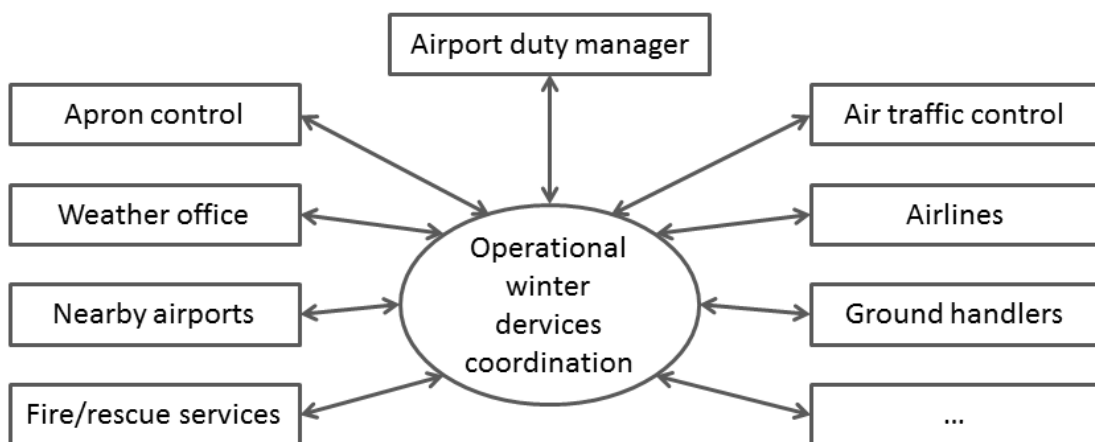 Airport duty manager
Apron control
Air traffic control
Weather office
Airlines
Operational
winter
dervices
coordination
Nearby airports
Ground handlers
Fire/rescue services
...